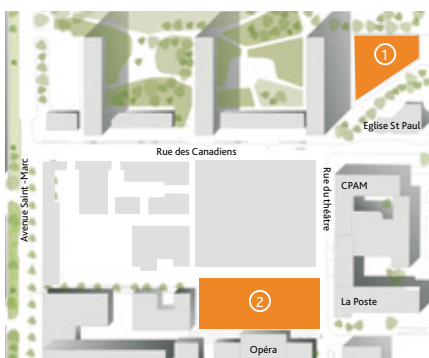 1
Eglise St Paul
Rue des Canadiens
Avenue Saint -Marc
Rue du théâtre
CPAM
2
La Poste
Opéra